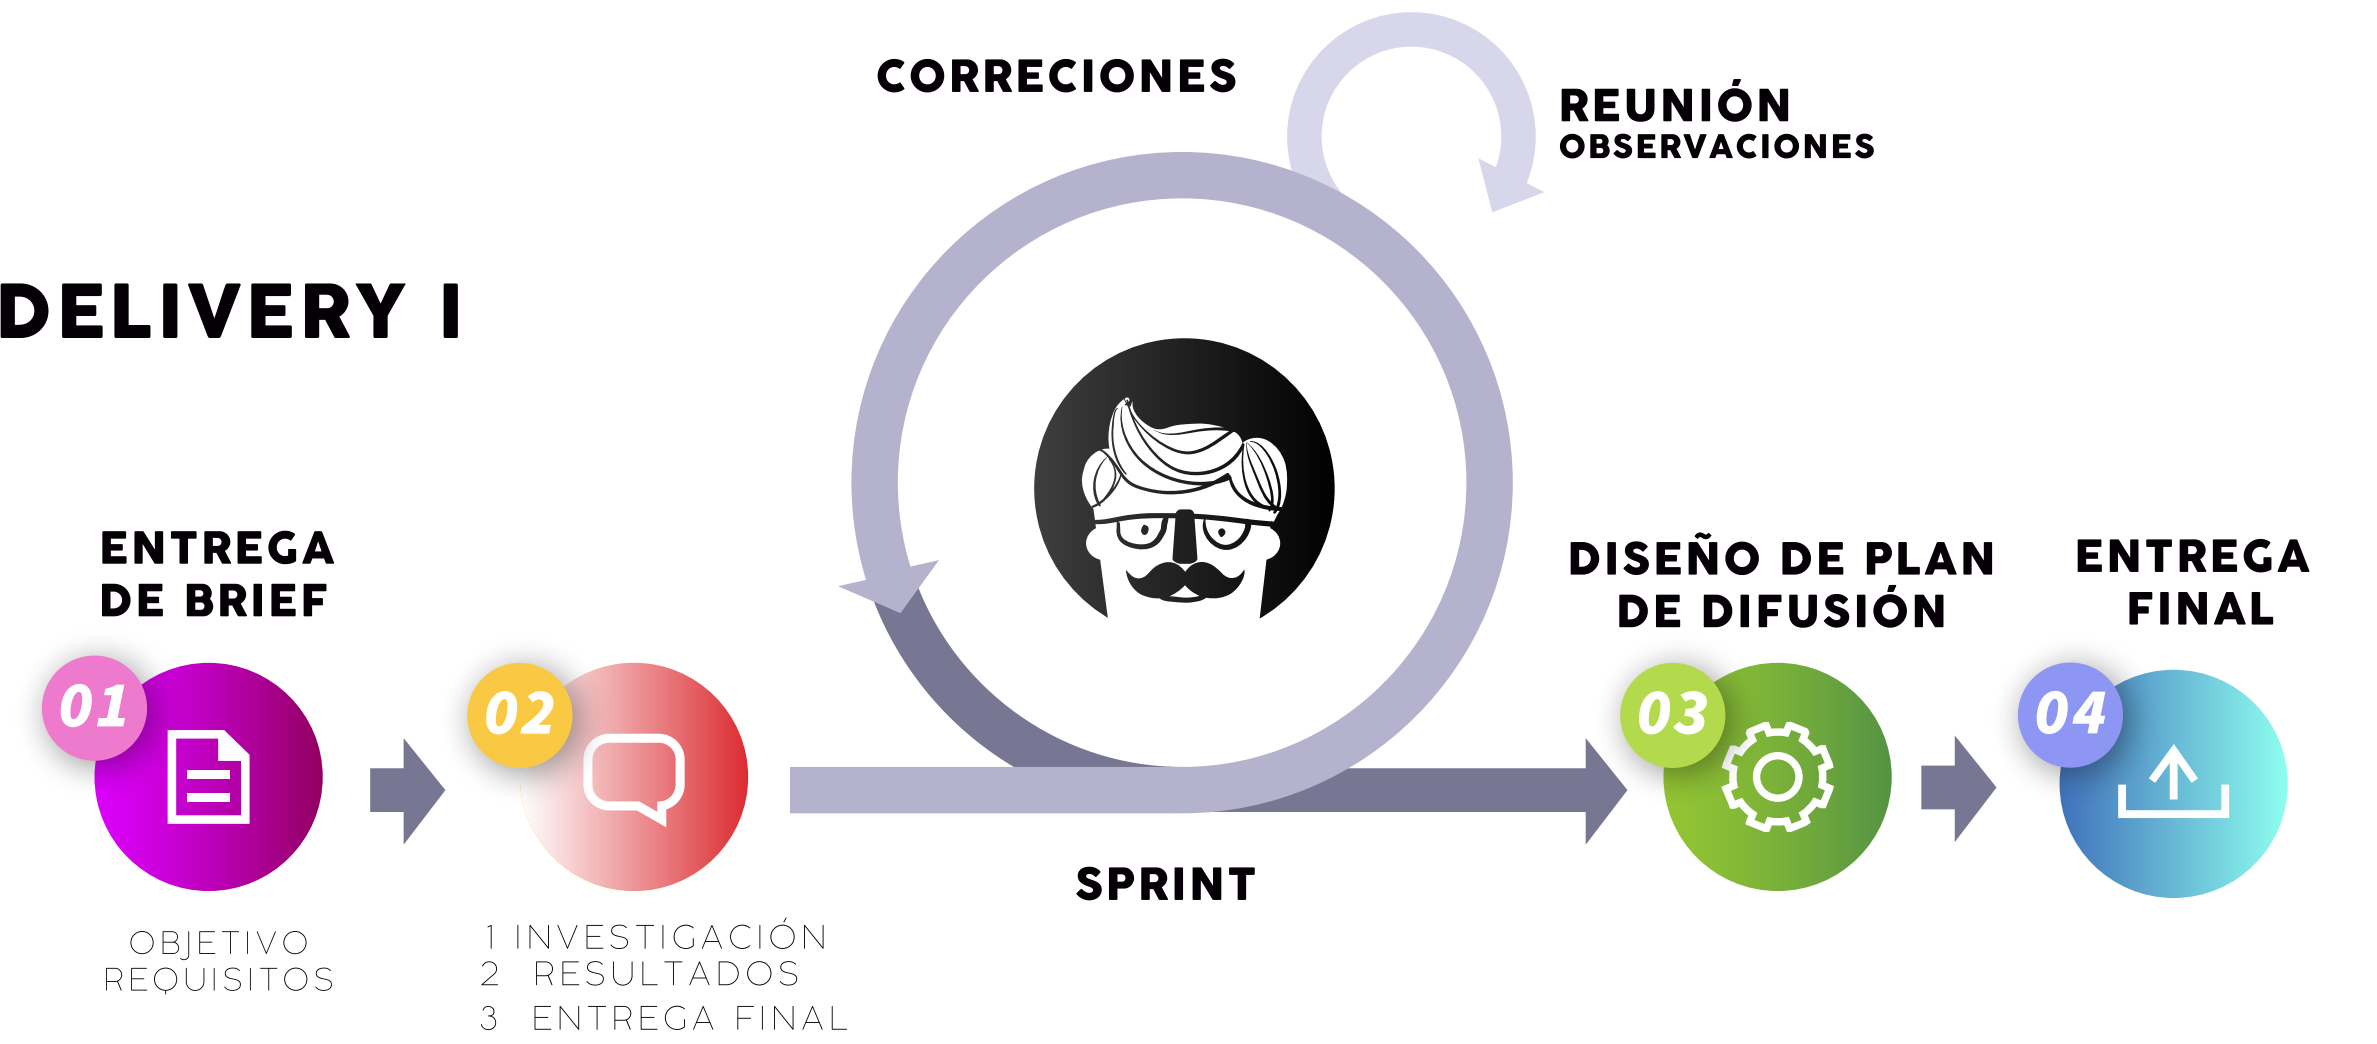 CORRECIONES
REUNIÓN
OBSERVACIONES
DELIVERY I
ENTREGA
DE BRIEF
01
OBJETIVO
REQUISITOS
02
1 INVESTIGACIÓN
2 RESULTADOS
3 ENTREGA FINAL
SPRINT
DISEÑO DE PLAN
DE DIFUSIÓN
03
ENTREGA
FINAL
04